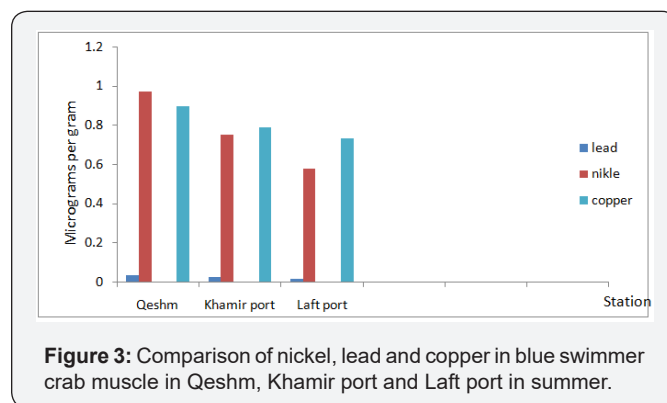 1.2
1
0.8
0.6
0.4
0.2
0
Micrograms per gram
Qeshm
Khamir port
Laft port
Station
lead
nikle
copper
Figure 3: Comparison of nickel, lead and copper in blue swimmer
crab muscle in Qeshm, Khamir port and Laft port in summer.